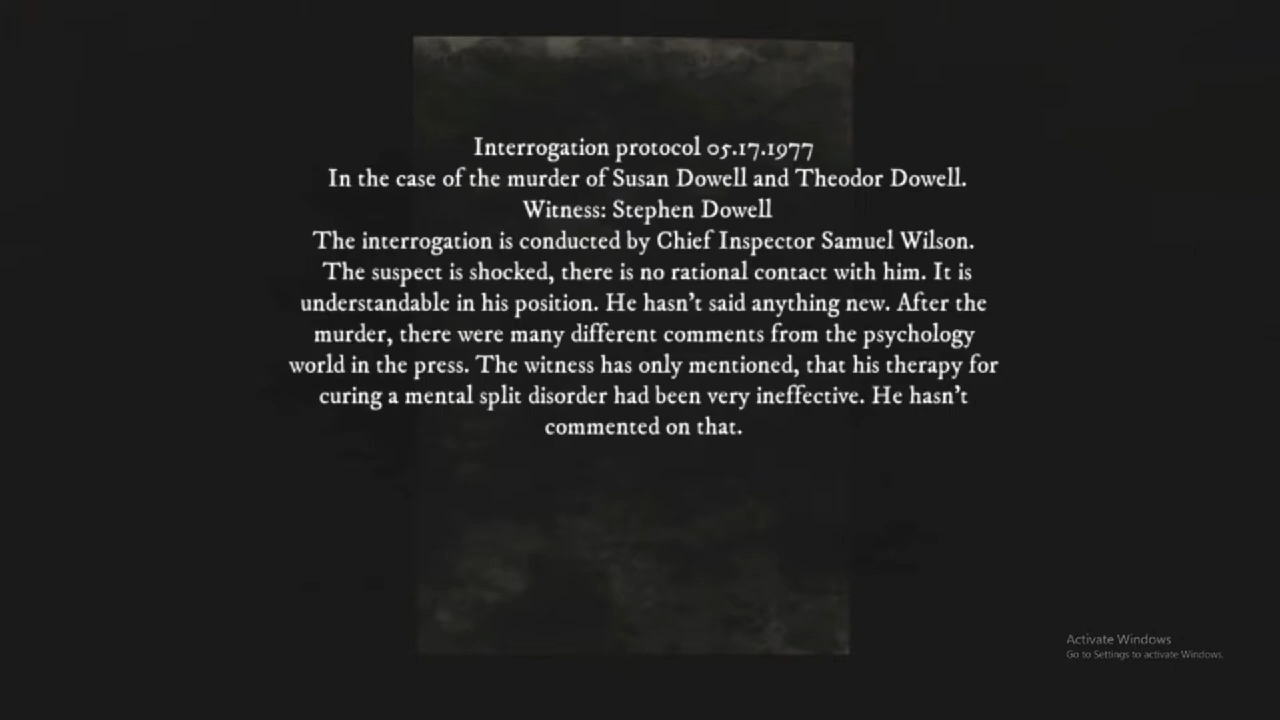 Interrogation protocol 05.17.1977
In the case of the murder of Susan Dowell and Theodor Dowell.
Witness: Stephen Dowell
The interrogation is conducted by Chief Inspector Samuel Wilson.
The suspect is shocked, there is no rational contact with him. It is
understandable in his position. He hasn't said anything new. After the
murder, there were many different comments from the psychology
world in the press. The witness has only mentioned, that his therapy for
curing a mental split disorder had been very ineffective. He hasn't
commented on that.
Activate Windows
Go to Settings to activate Windows.